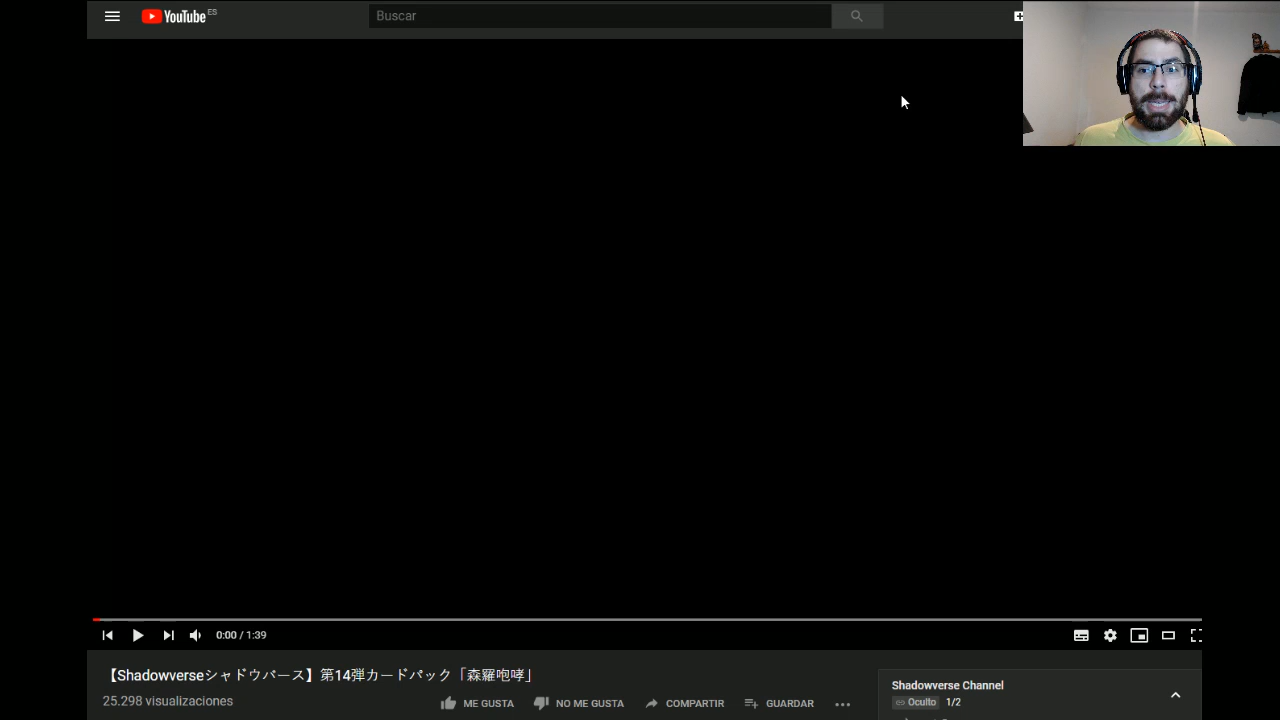 YouTube ES
Buscar
0:00 / 1:39
【Shadowverseシャドウバース】第14弾カードパック「森羅咆哮」
25.298 visualizaciones
ME GUSTA
NO ME GUSTA
COMPARTIR
GUARDAR
Shadowverse Channel
Oculto 1/2